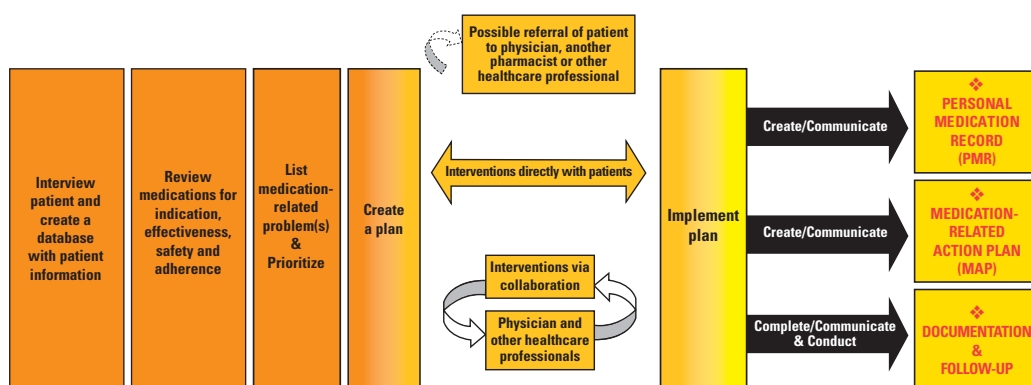 Interview
patient and
create a
database
with patient
information
Review
medications for
indication,
effectiveness,
safety and
adherence
List
medication-
related
problem(s)
&
Prioritize
Create
a plan
Possible referral of patient
to physician, another
pharmacist or other
healthcare professional
Interventions directly with patients
Interventions via
collaboration
Physician and
other healthcare
professionals
Implement
plan
Create/Communicate
❖
PERSONAL
MEDICATION
RECORD
(PMR)
Create/Communicate
❖
MEDICATION-
RELATED
ACTION PLAN
(MAP)
Complete/Communicate
& Conduct
❖
DOCUMENTATION
&
FOLLOW-UP